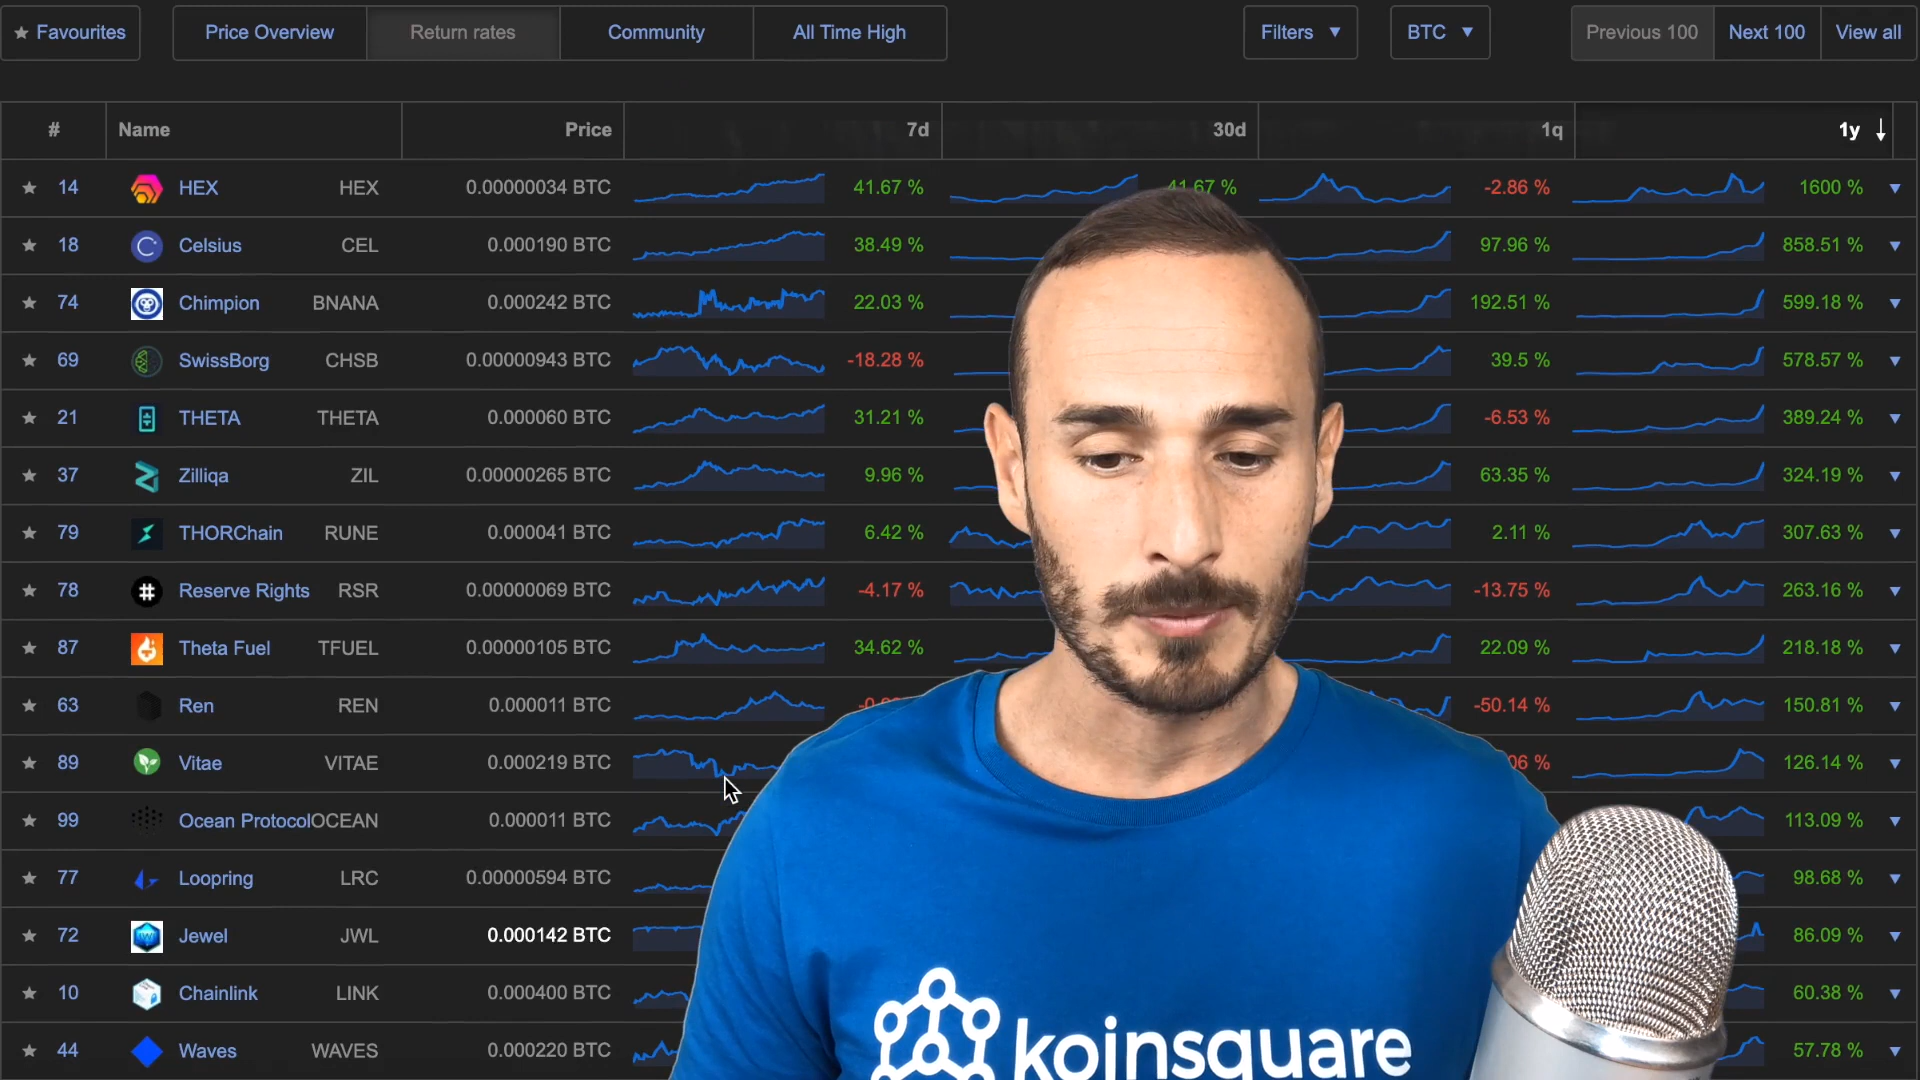 ★ Favourites Price Overview Return rates Community All Time High Filters ▼ BTC ▼ Previous 100 Next 100 View all
# Name Price 7d 30d 1q 1y ↓
★ 14 HEX HEX 0.00000034 BTC 41.67 % 41.67 % -2.86 % 1600 % ▼
★ 18 Celsius CEL 0.000190 BTC 38.49 % 97.96 % 858.51 % ▼
★ 74 Chimpion BNANA 0.000242 BTC 22.03 % 192.51 % 599.18 % ▼
★ 69 SwissBorg CHSB 0.00000943 BTC -18.28 % 39.5 % 578.57 % ▼
★ 21 THETA THETA 0.000060 BTC 31.21 % -6.53 % 389.24 % ▼
★ 37 Zilliqa ZIL 0.00000265 BTC 9.96 % 63.35 % 324.19 % ▼
★ 79 THORChain RUNE 0.000041 BTC 6.42 % 2.11 % 307.63 % ▼
★ 78 Reserve Rights RSR 0.00000069 BTC -4.17 % -13.75 % 263.16 % ▼
★ 87 Theta Fuel TFUEL 0.00000105 BTC 34.62 % 22.09 % 218.18 % ▼
★ 63 Ren REN 0.000011 BTC -50.14 % 150.81 % ▼
★ 89 Vitae VITAE 0.000219 BTC 06 % 126.14 % ▼
★ 99 Ocean Protocol OCEAN 0.000011 BTC 113.09 % ▼
★ 77 Loopring LRC 0.00000594 BTC 98.68 % ▼
★ 72 Jewel JWL 0.000142 BTC 86.09 % ▼
★ 10 Chainlink LINK 0.000400 BTC 60.38 % ▼
★ 44 Waves WAVES 0.000220 BTC 57.78 % ▼
koinsquare